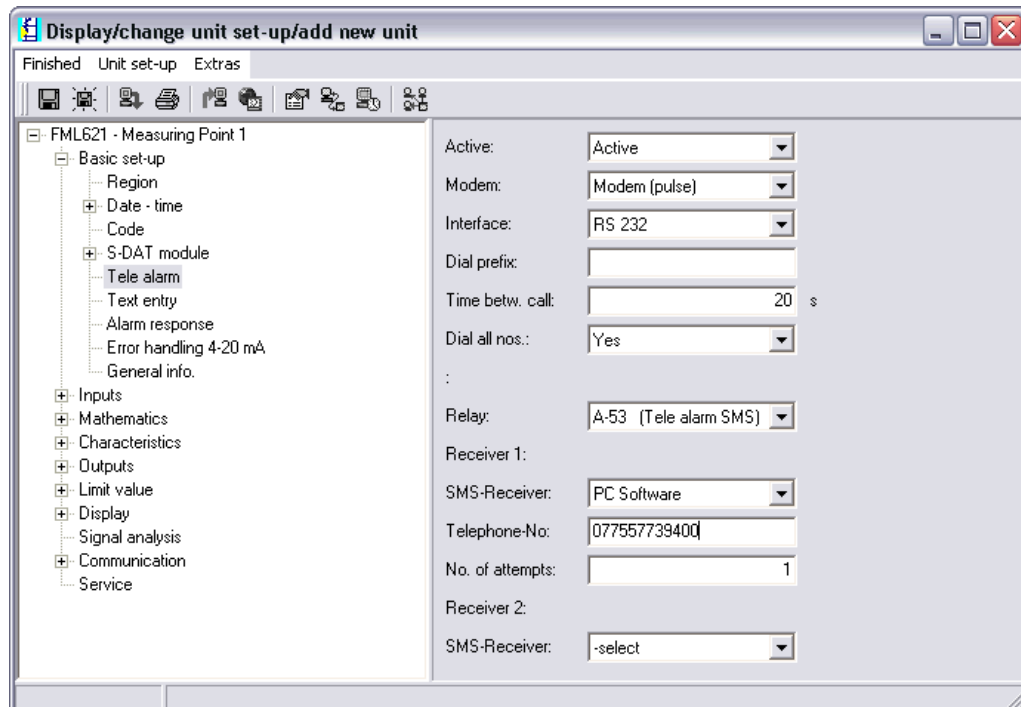 Display/change unit set-up/add new unit
Finished Unit set-up Extras
FML621 - Measuring Point 1
Basic set-up
Region
Date - time
Code
S-DAT module
Tele alarm
Text entry
Alarm response
Error handling 4-20 mA
General info.
Inputs
Mathematics
Characteristics
Outputs
Limit value
Display
Signal analysis
Communication
Service
Active: Active
Modem: Modem (pulse)
Interface: RS 232
Dial prefix:
Time betw. call: 20 s
Dial all nos.: Yes
:
Relay: A-53 (Tele alarm SMS)
Receiver 1:
SMS-Receiver: PC Software
Telephone-No: 077557739400
No. of attempts: 1
Receiver 2:
SMS-Receiver: -select